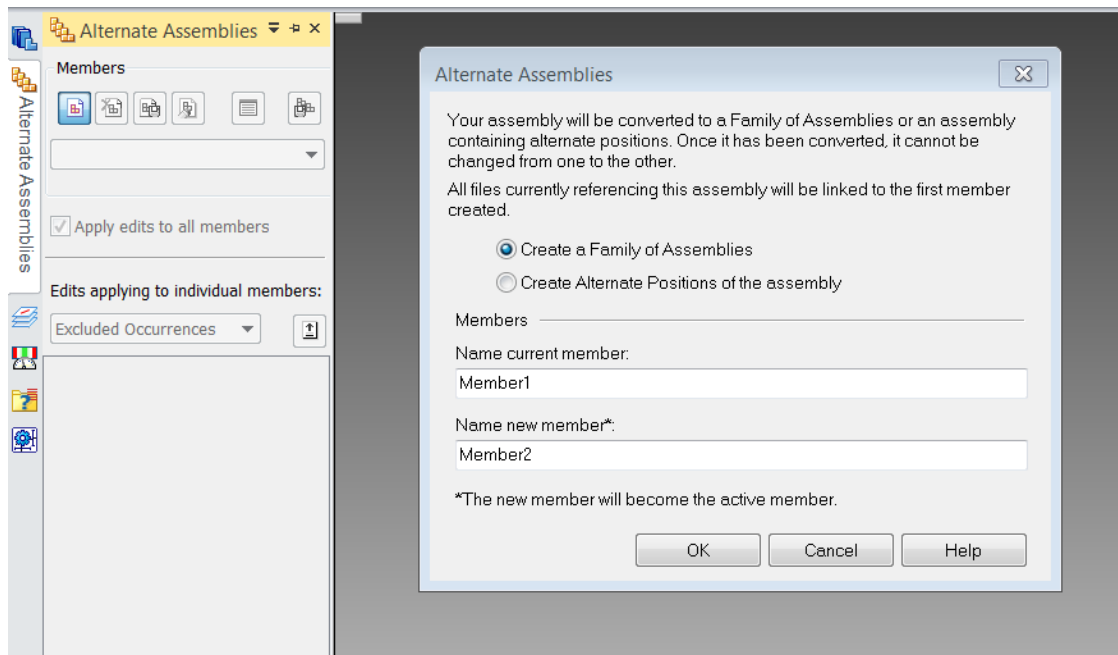 Alternate Assemblies
Alternate Assemblies
Members
Apply edits to all members
Edits applying to individual members:
Excluded Occurrences
Alternate Assemblies
Your assembly will be converted to a Family of Assemblies or an assembly
containing alternate positions. Once it has been converted, it cannot be
changed from one to the other.
All files currently referencing this assembly will be linked to the first member
created.
Create a Family of Assemblies
Create Alternate Positions of the assembly
Members
Name current member:
Member1
Name new member*:
Member2
*The new member will become the active member.
OK Cancel Help